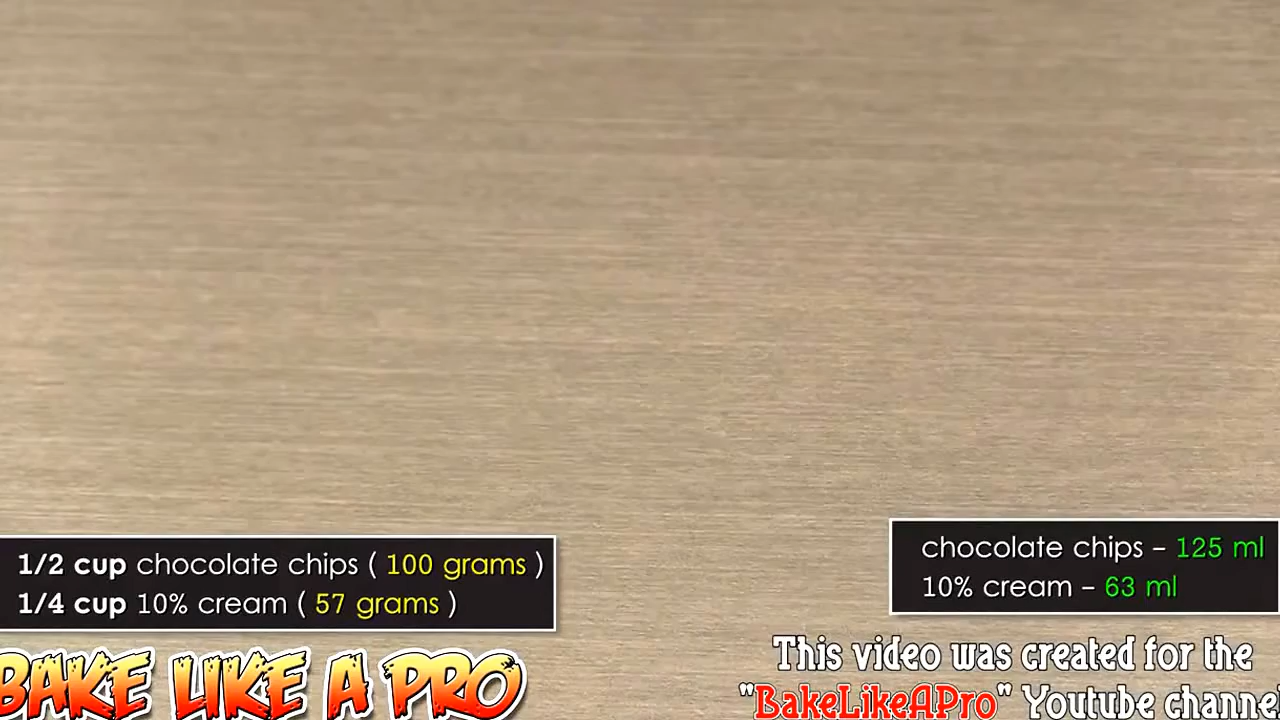 1/2 cup chocolate chips ( 100 grams )
1/4 cup 10% cream ( 57 grams )
chocolate chips – 125 ml
10% cream – 63 ml
BAKE LIKE A PRO
This video was created for the
"BakeLikeAPro" Youtube channel